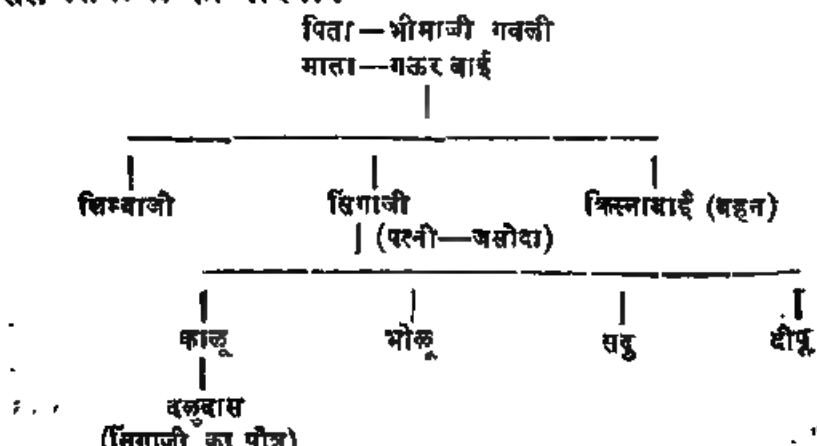 पिता—भीमाजी गवली
माता—गऊर बाई
लिम्बाजी सिंगाजी किस्नाबाई (बहन)
(पत्नी—जसोदा)
कालू भोलू सदु दीपू
दलुदास
(सिंगाजी का पौत्र)